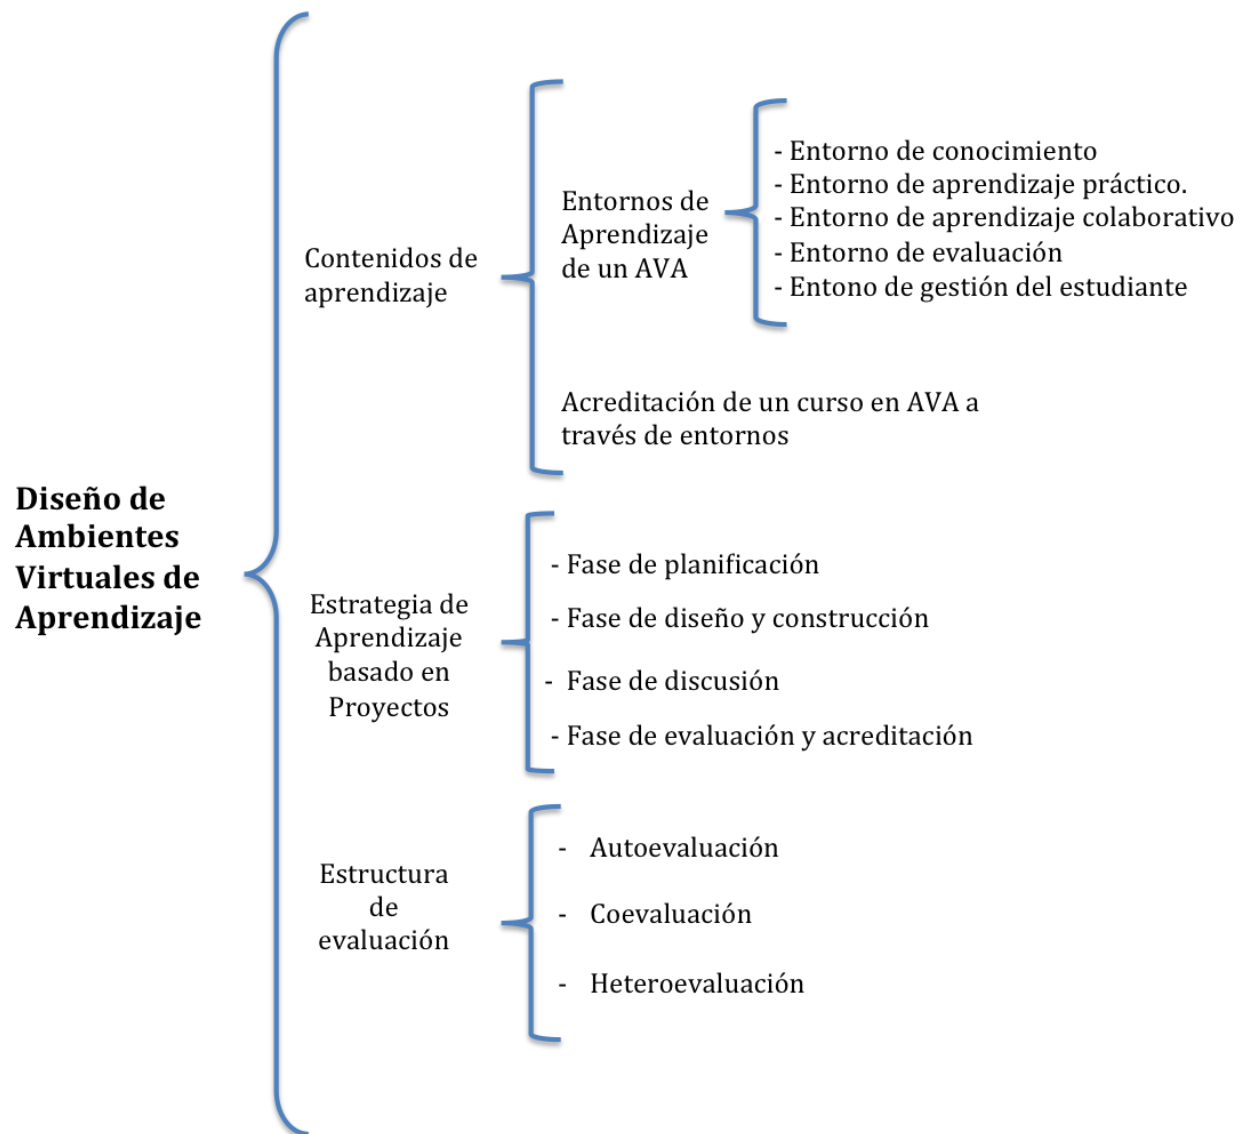 Diseño de
Ambientes
Virtuales de
Aprendizaje
Contenidos de
aprendizaje
Entornos de
Aprendizaje
de un AVA
- Entorno de conocimiento
- Entorno de aprendizaje práctico.
- Entorno de aprendizaje colaborativo
- Entorno de evaluación
- Entono de gestión del estudiante
Acreditación de un curso en AVA a
través de entornos
Estrategia de
Aprendizaje
basado en
Proyectos
- Fase de planificación
- Fase de diseño y construcción
- Fase de discusión
- Fase de evaluación y acreditación
Estructura
de
evaluación
- Autoevaluación
- Coevaluación
- Heteroevaluación